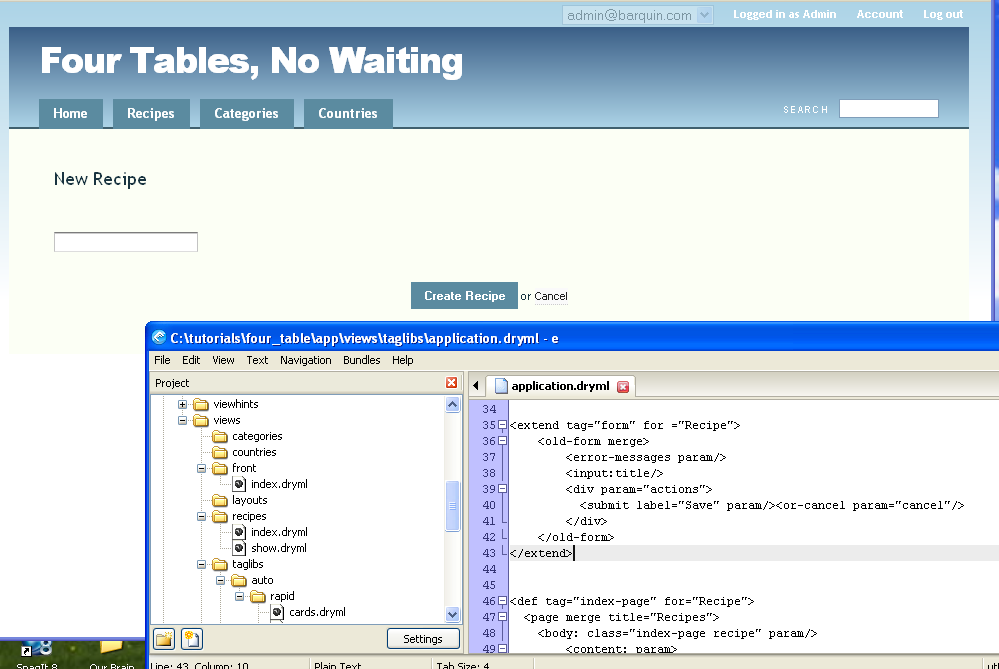 admin@barquin.com Logged in as Admin Account Log out
Four Tables, No Waiting
Home Recipes Categories Countries SEARCH
New Recipe
Create Recipe or Cancel
C:\tutorials\four_table\app\views\taglibs\application.dryml - e
File Edit View Text Navigation Bundles Help
Project
application.dryml
viewhints
views
categories
countries
front
index.dryml
layouts
recipes
index.dryml
show.dryml
taglibs
auto
rapid
cards.dryml
Settings
34
35 <extend tag="form" for ="Recipe">
36 <old-form merge>
37 <error-messages param/>
38 <input:title/>
39 <div param="actions">
40 <submit label="Save" param/><or-cancel param="cancel"/>
41 </div>
42 </old-form>
43 </extend>
44
45
46 <def tag="index-page" for="Recipe">
47 <page merge title="Recipes">
48 <body: class="index-page recipe" param/>
49 <content: param>
SnagIt 8 Our Brain
Line: 43 Column: 10 Plain Text Tab Size: 4